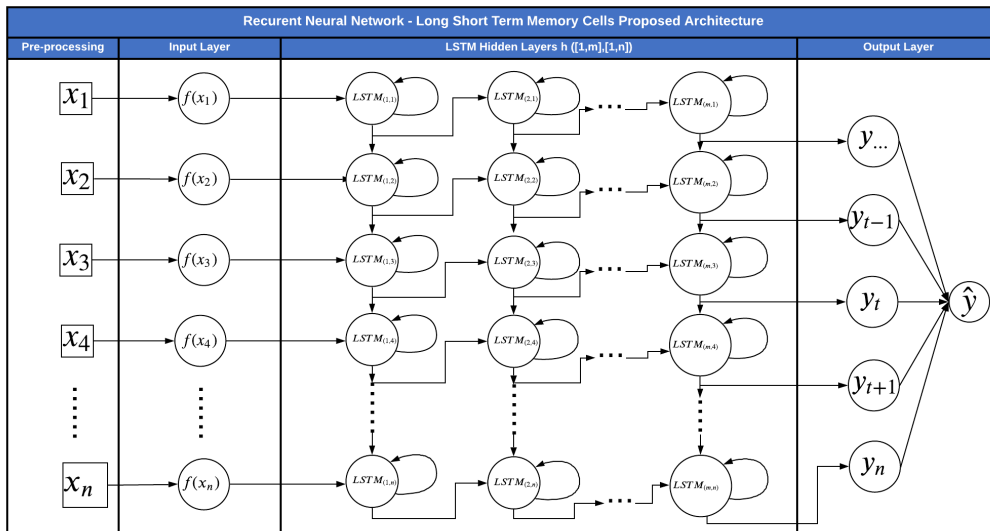 Recurent Neural Network - Long Short Term Memory Cells Proposed Architecture
Pre-processing Input Layer LSTM Hidden Layers h ([1,m],[1,n]) Output Layer
x₁ f(x₁) LSTM₍₁,₁₎ LSTM₍₂,₁₎ ... LSTM₍m,₁₎
y...
x₂ f(x₂) LSTM₍₁,₂₎ LSTM₍₂,₂₎ ... LSTM₍m,₂₎
yt−1
x₃ f(x₃) LSTM₍₁,₃₎ LSTM₍₂,₃₎ ... LSTM₍m,₃₎
yt ŷ
x₄ f(x₄) LSTM₍₁,₄₎ LSTM₍₂,₄₎ ... LSTM₍m,₄₎
yt+1
yn
xn f(xn) LSTM(1,n) LSTM(2,n) ... LSTM(m,n)